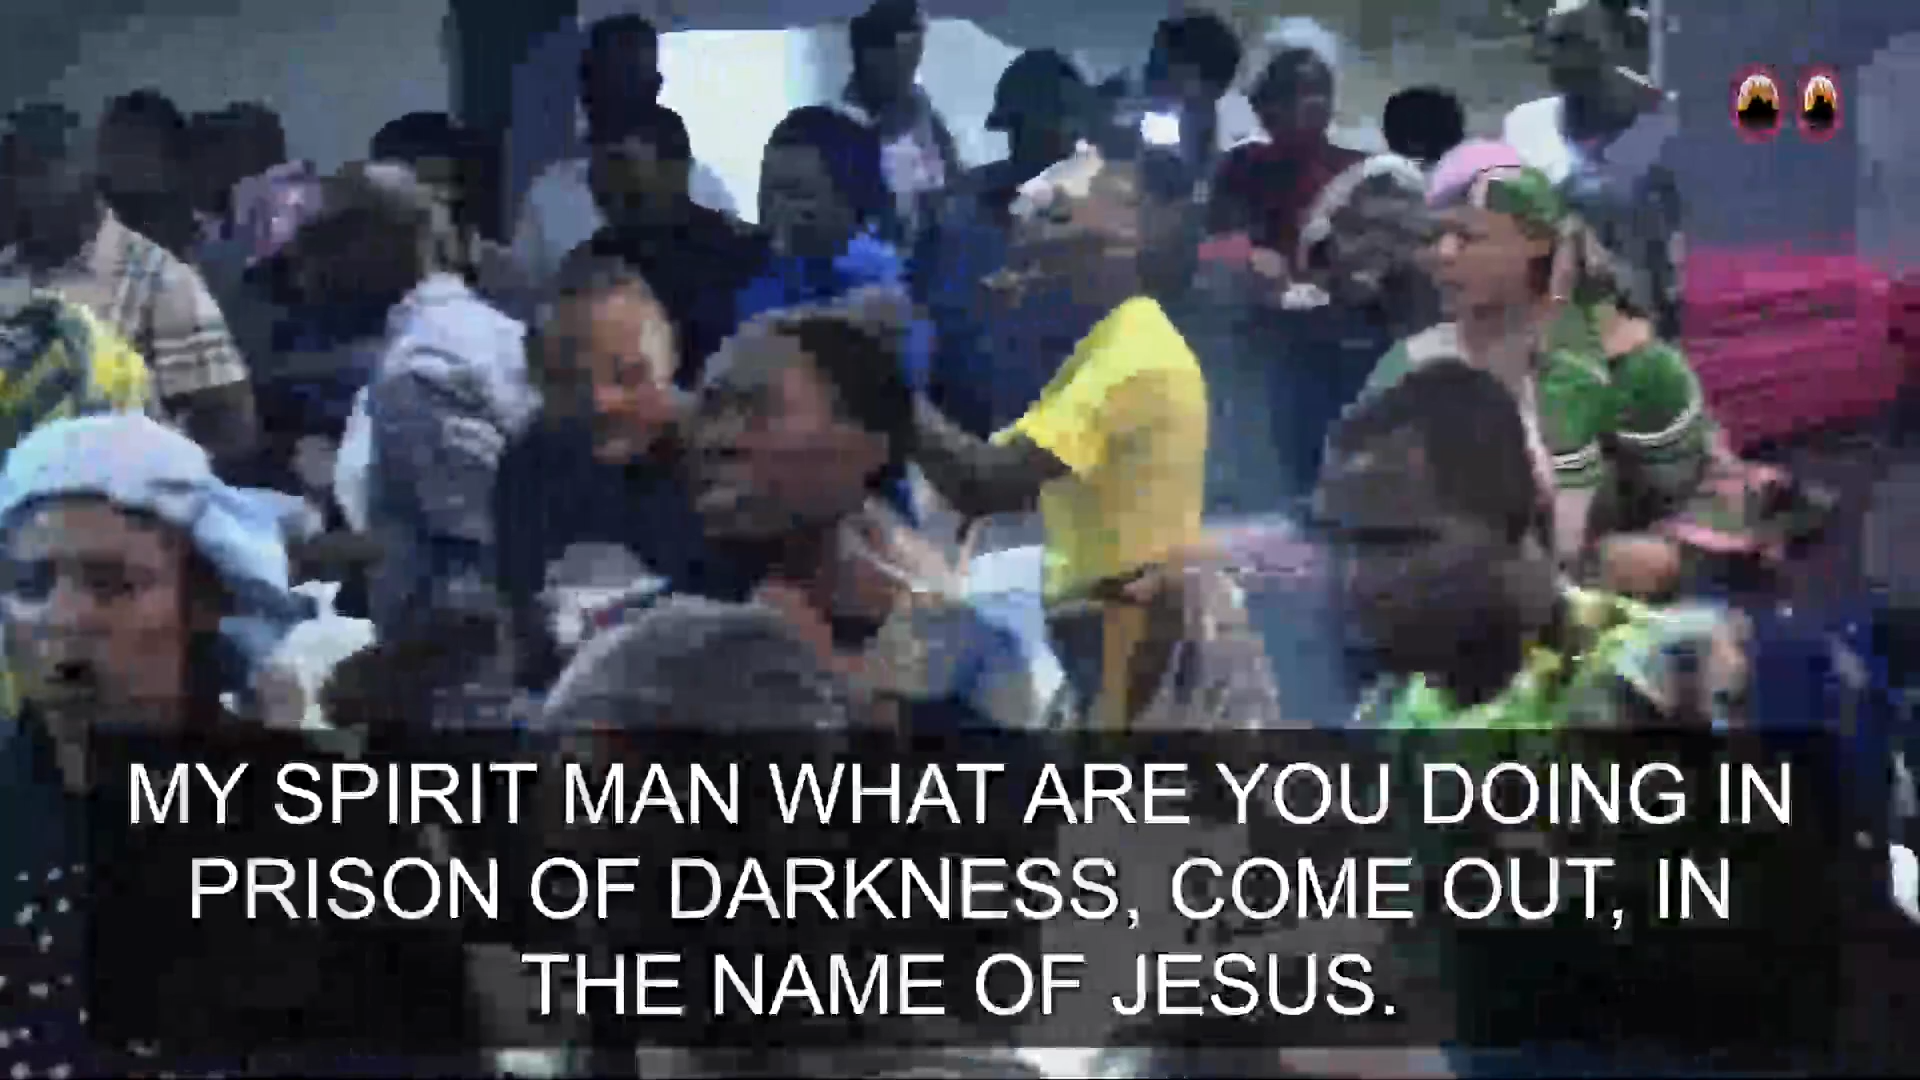 MY SPIRIT MAN WHAT ARE YOU DOING IN
PRISON OF DARKNESS, COME OUT, IN
THE NAME OF JESUS.